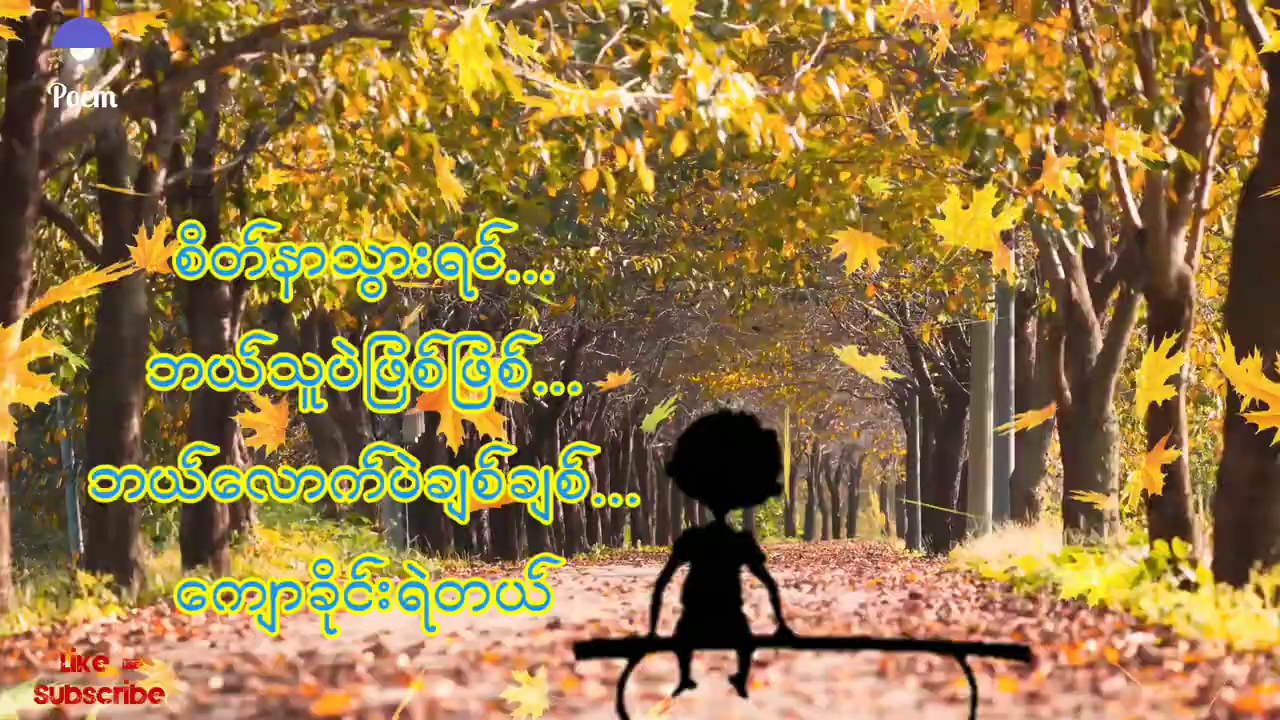 Poem
စိတ်နာသွားရင်...
ဘယ်သူပဲဖြစ်ဖြစ်...
ဘယ်လောက်ပဲချစ်ချစ်...
ကျောခိုင်းရဲတယ်
Like
Subscribe